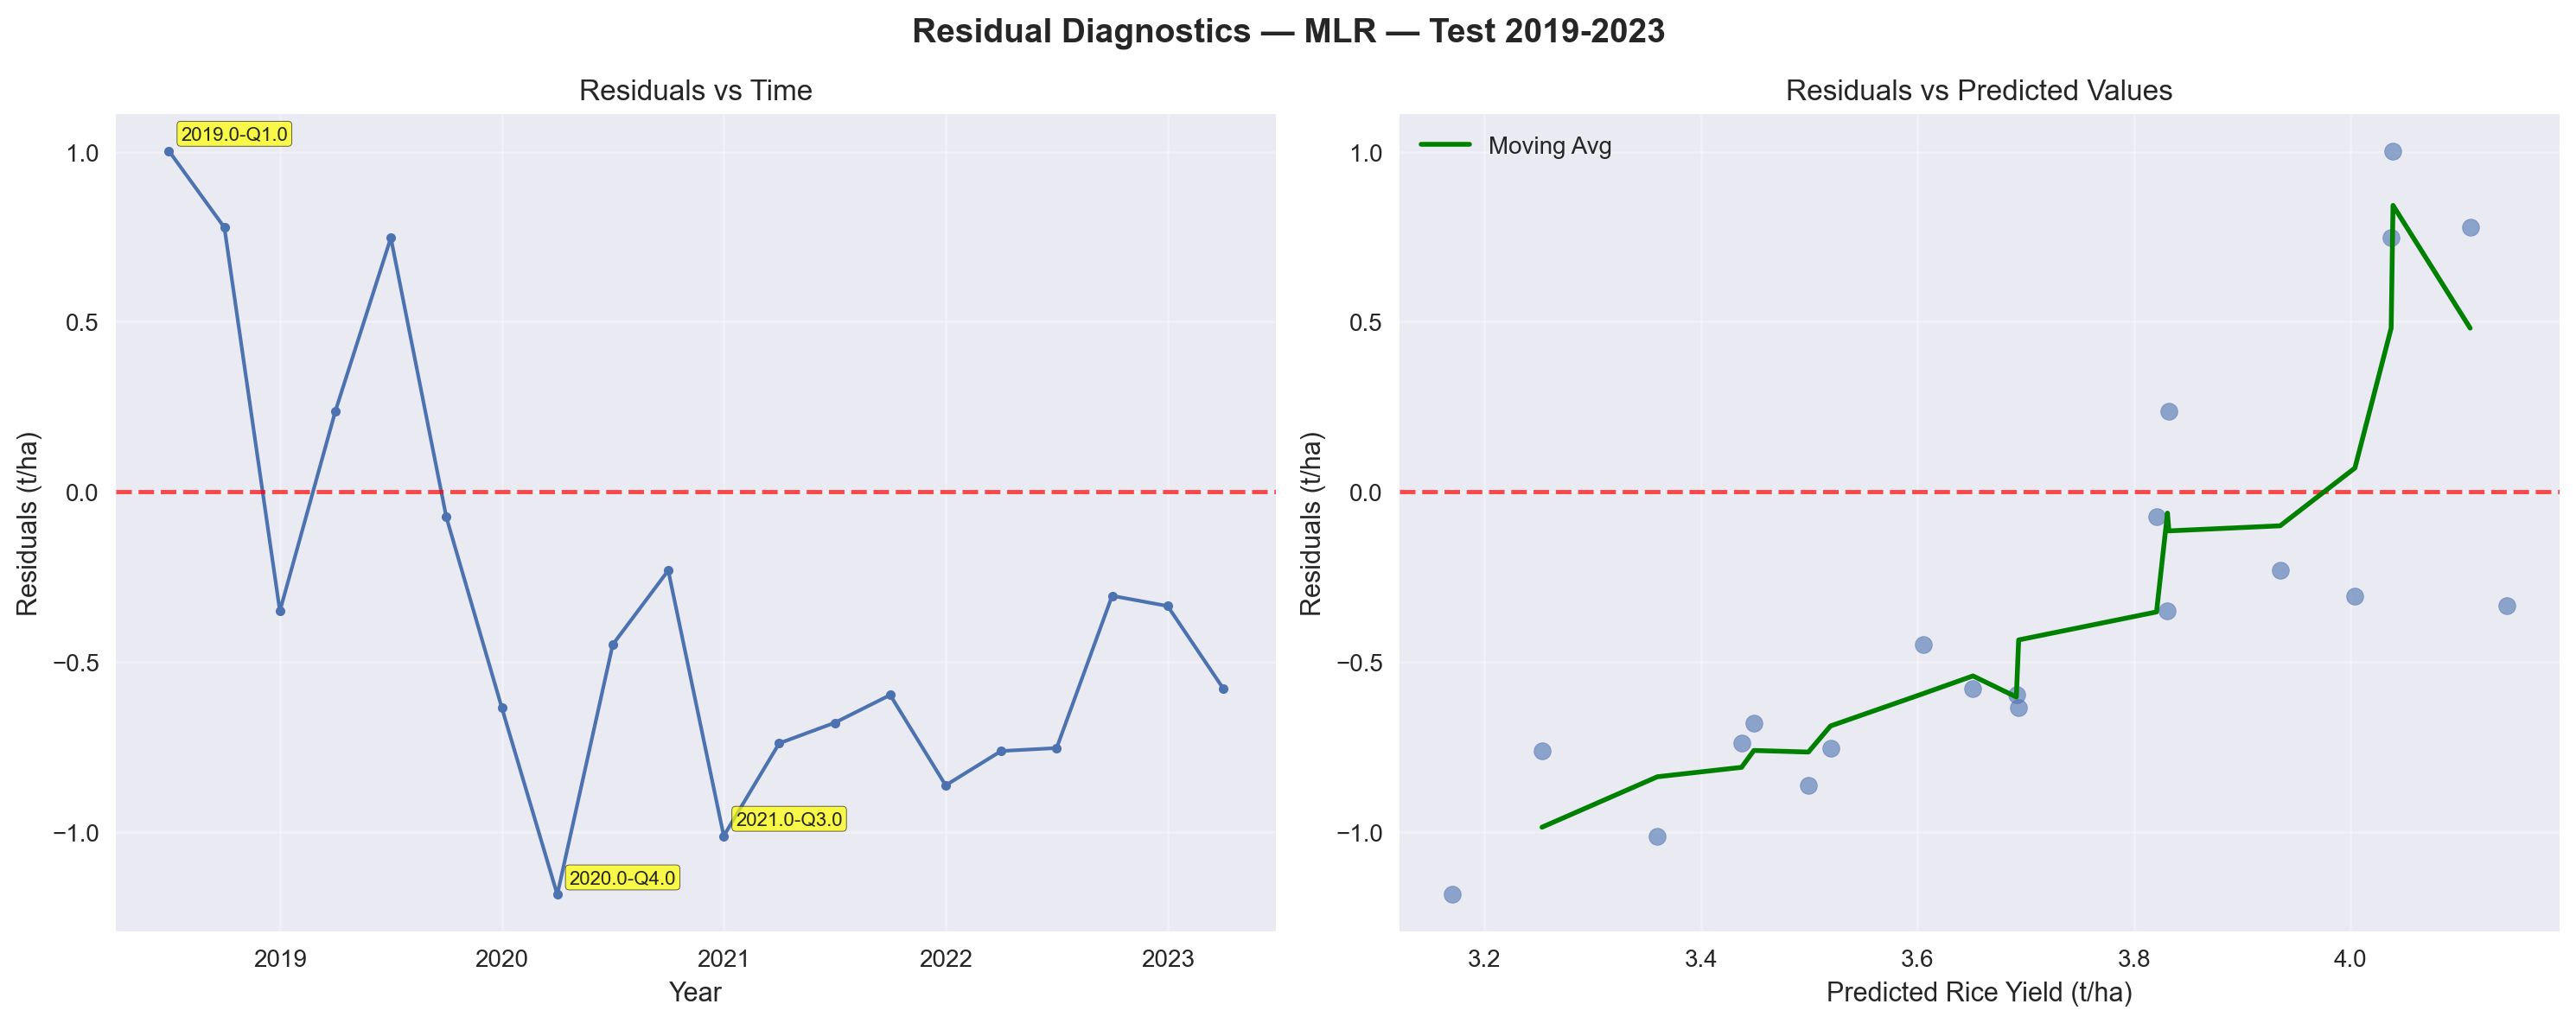 Residual Diagnostics — MLR — Test 2019-2023
Residuals vs Time
2019.0-Q1.0
2021.0-Q3.0
2020.0-Q4.0
1.0
0.5
0.0
−0.5
−1.0
Residuals (t/ha)
2019
2020
2021
2022
2023
Year
Residuals vs Predicted Values
Moving Avg
1.0
0.5
0.0
−0.5
−1.0
Residuals (t/ha)
3.2
3.4
3.6
3.8
4.0
Predicted Rice Yield (t/ha)